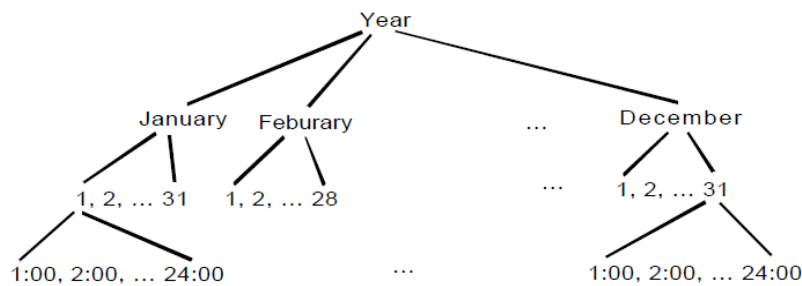 Year
January Feburary ... December
1, 2, ... 31 1, 2, ... 28 ... 1, 2, ... 31
1:00, 2:00, ... 24:00 ... 1:00, 2:00, ... 24:00